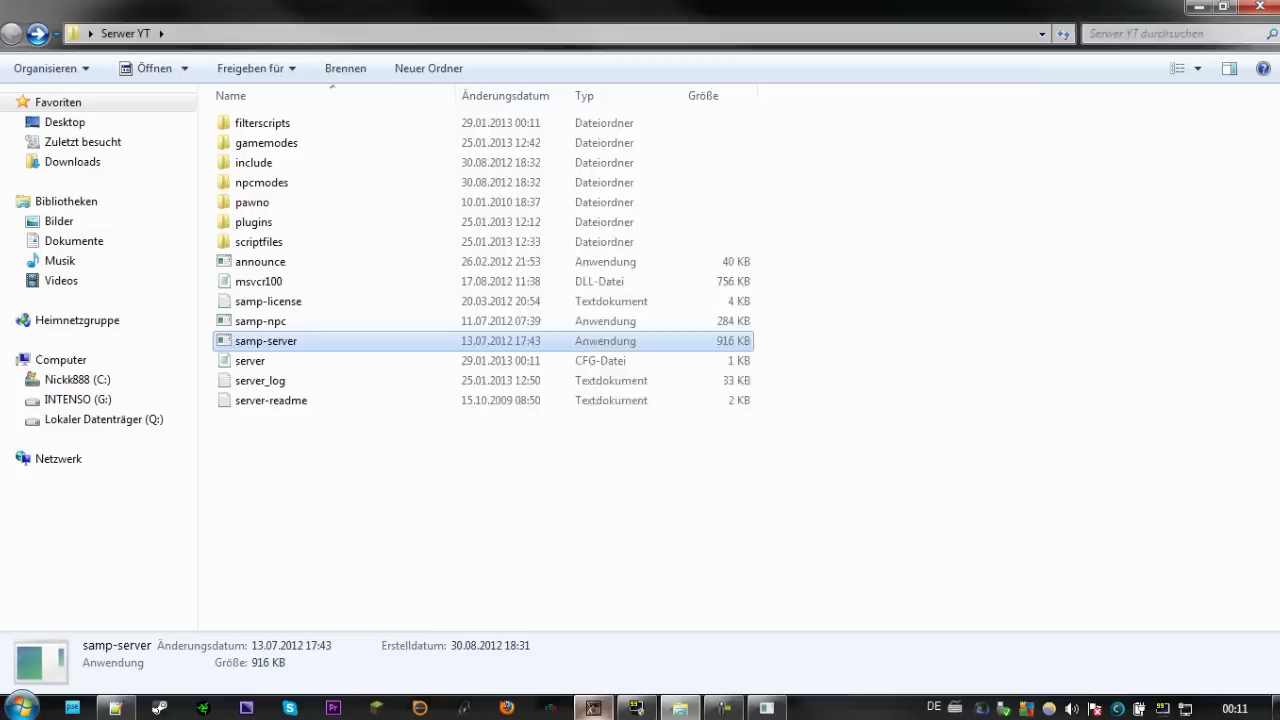 Serwer YT
Serwer YT durchsuchen
Organisieren Öffnen Freigeben für Brennen Neuer Ordner
Name Änderungsdatum Typ Größe
Favoriten
Desktop
Zuletzt besucht
Downloads
Bibliotheken
Bilder
Dokumente
Musik
Videos
Heimnetzgruppe
Computer
Nickk888 (C:)
INTENSO (G:)
Lokaler Datenträger (Q:)
Netzwerk
filterscripts 29.01.2013 00:11 Dateiordner
gamemodes 25.01.2013 12:42 Dateiordner
include 30.08.2012 18:32 Dateiordner
npcmodes 30.08.2012 18:32 Dateiordner
pawno 10.01.2010 18:37 Dateiordner
plugins 25.01.2013 12:12 Dateiordner
scriptfiles 25.01.2013 12:33 Dateiordner
announce 26.02.2012 21:53 Anwendung 40 KB
msvcr100 17.08.2012 11:38 DLL-Datei 756 KB
samp-license 20.03.2012 20:54 Textdokument 4 KB
samp-npc 11.07.2012 07:39 Anwendung 284 KB
samp-server 13.07.2012 17:43 Anwendung 916 KB
server 29.01.2013 00:11 CFG-Datei 1 KB
server_log 25.01.2013 12:50 Textdokument 33 KB
server-readme 15.10.2009 08:50 Textdokument 2 KB
samp-server Änderungsdatum: 13.07.2012 17:43 Erstelldatum: 30.08.2012 18:31
Anwendung Größe: 916 KB
pse Pr DE 00:11